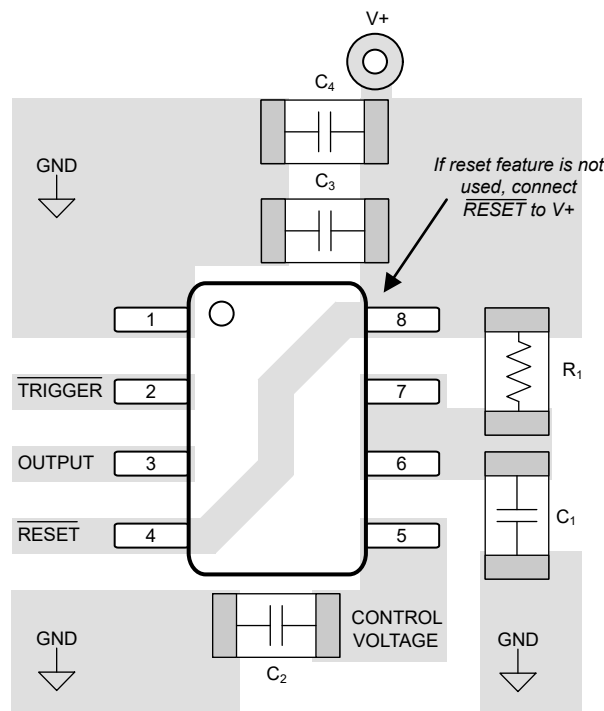 V+
C4
GND
C3
If reset feature is not
used, connect
RESET to V+
1
8
R1
TRIGGER
2
7
OUTPUT
3
6
C1
RESET
4
5
CONTROL
VOLTAGE
GND
C2
GND